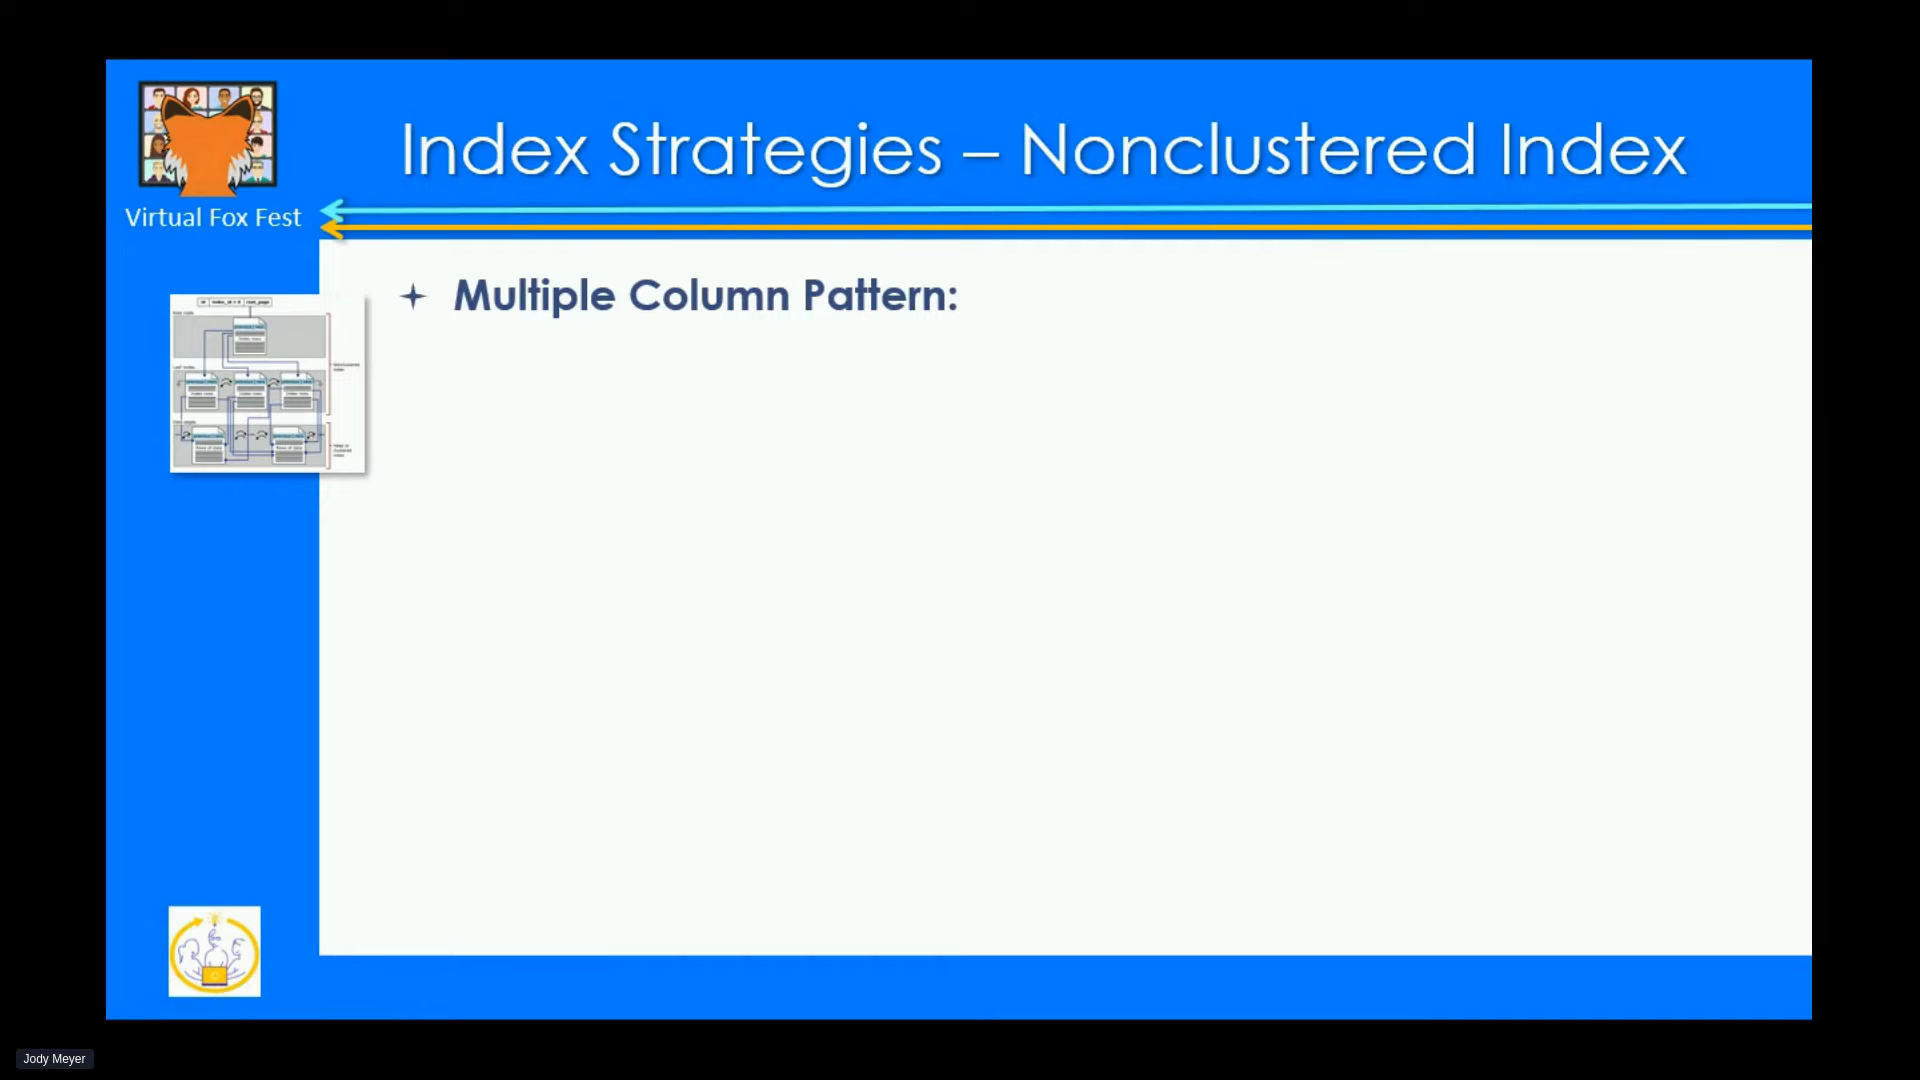 Index Strategies – Nonclustered Index
Virtual Fox Fest
Multiple Column Pattern:
Jody Meyer